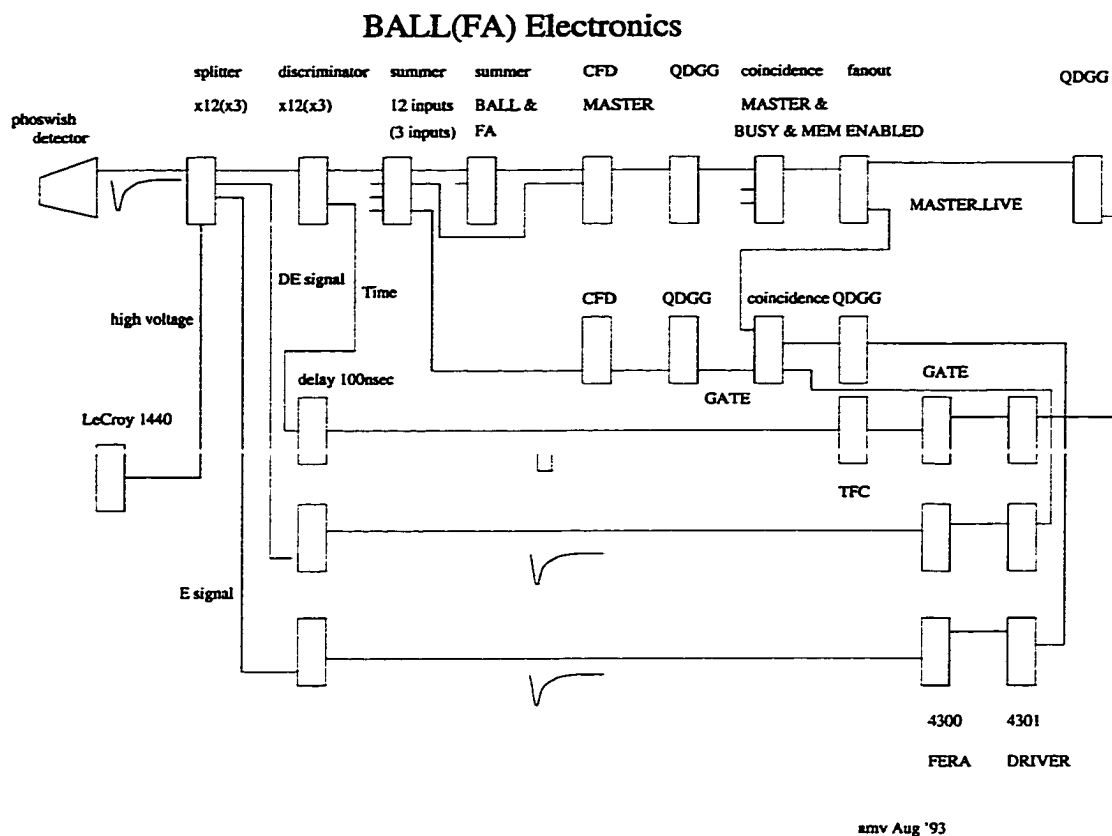 BALL(FA) Electronics
splitter discriminator summer summer CFD QDGG coincidence fanout QDGG
x12(x3) x12(x3) 12 inputs BALL & MASTER MASTER &
(3 inputs) FA BUSY & MEM ENABLED
phoswish
detector
MASTER_LIVE
DE signal
Time
high voltage
CFD QDGG coincidence QDGG
delay 100nsec
GATE
GATE
LeCroy 1440
TFC
E signal
4300 4301
FERA DRIVER
amv Aug '93